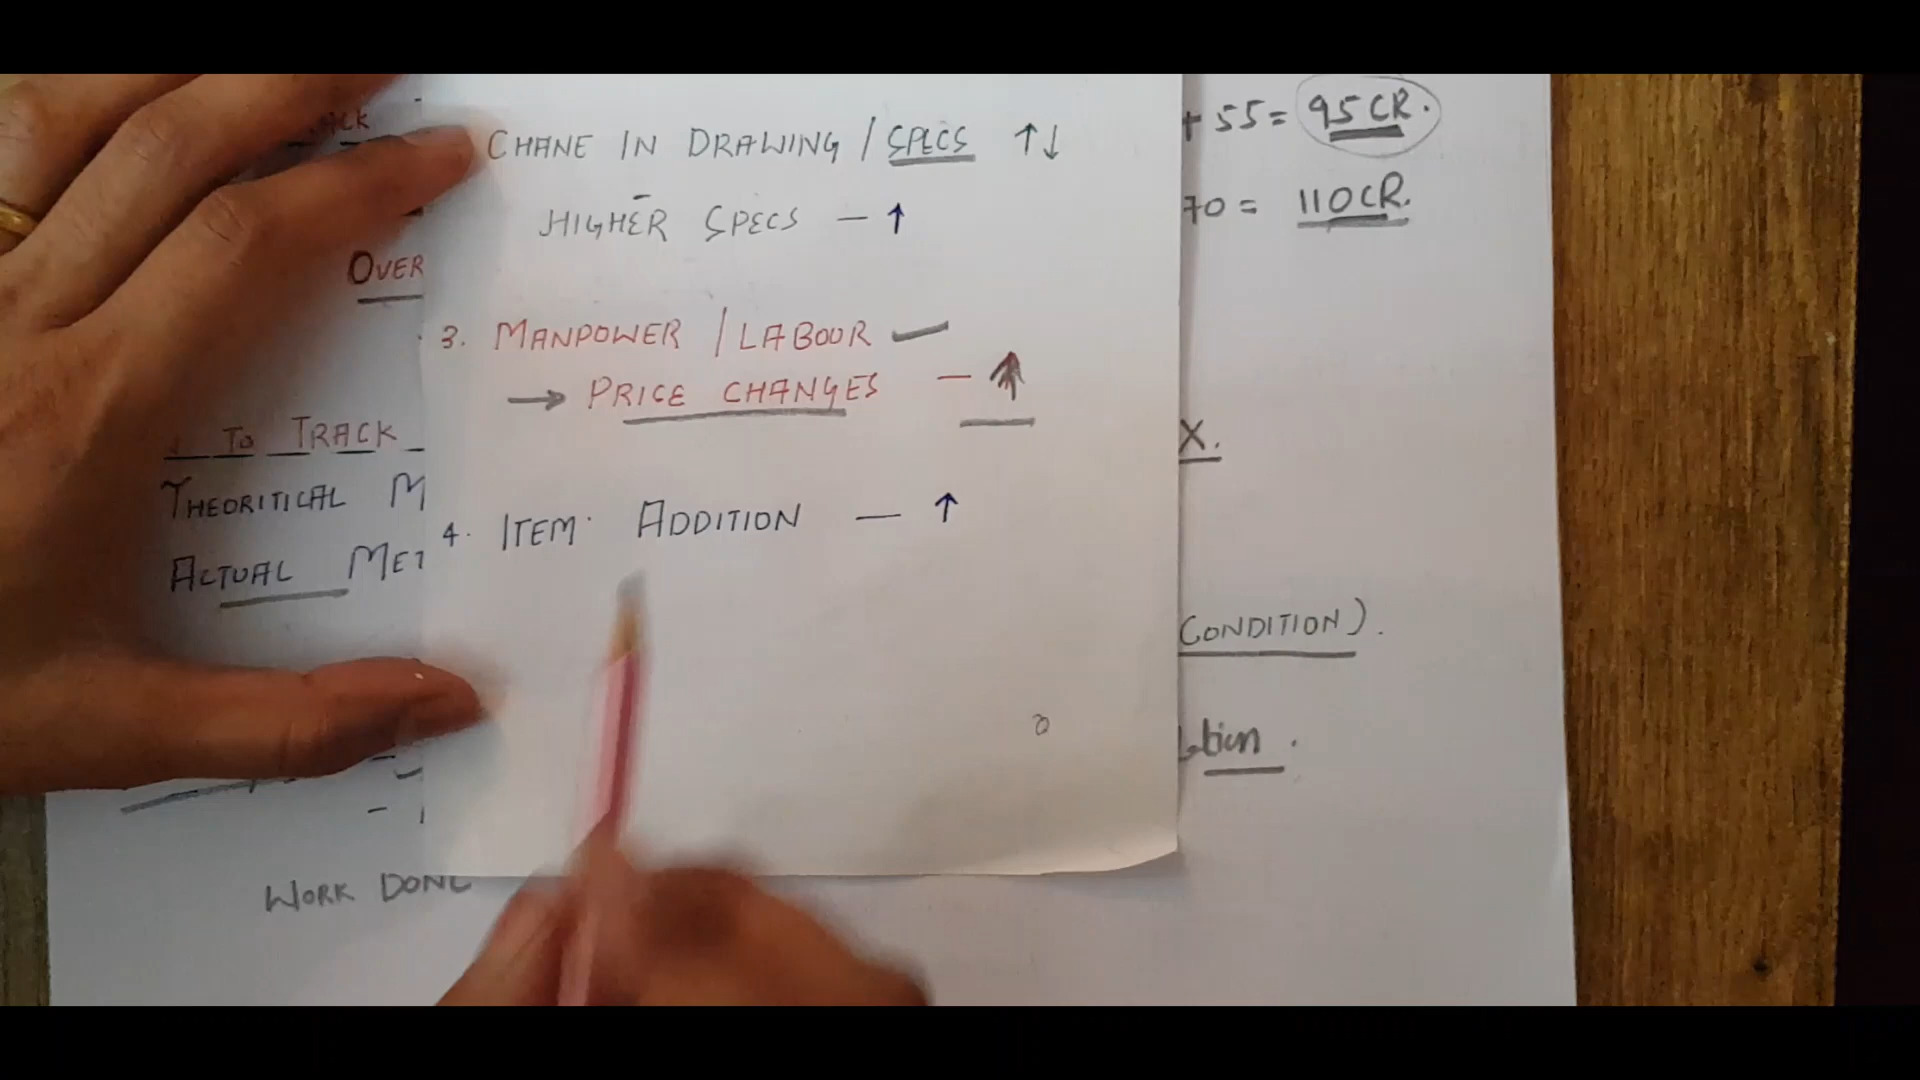 CHANE IN DRAWING / SPECS ↑↓
HIGHER SPECS — ↑
3. MANPOWER / LABOUR
→ PRICE CHANGES — ↑
4. ITEM ADDITION — ↑
+ 55 = 95 CR.
70 = 110 CR.
X.
CONDITION).
OVER
TO TRACK
THEORITICAL M
ACTUAL MET
WORK DONE